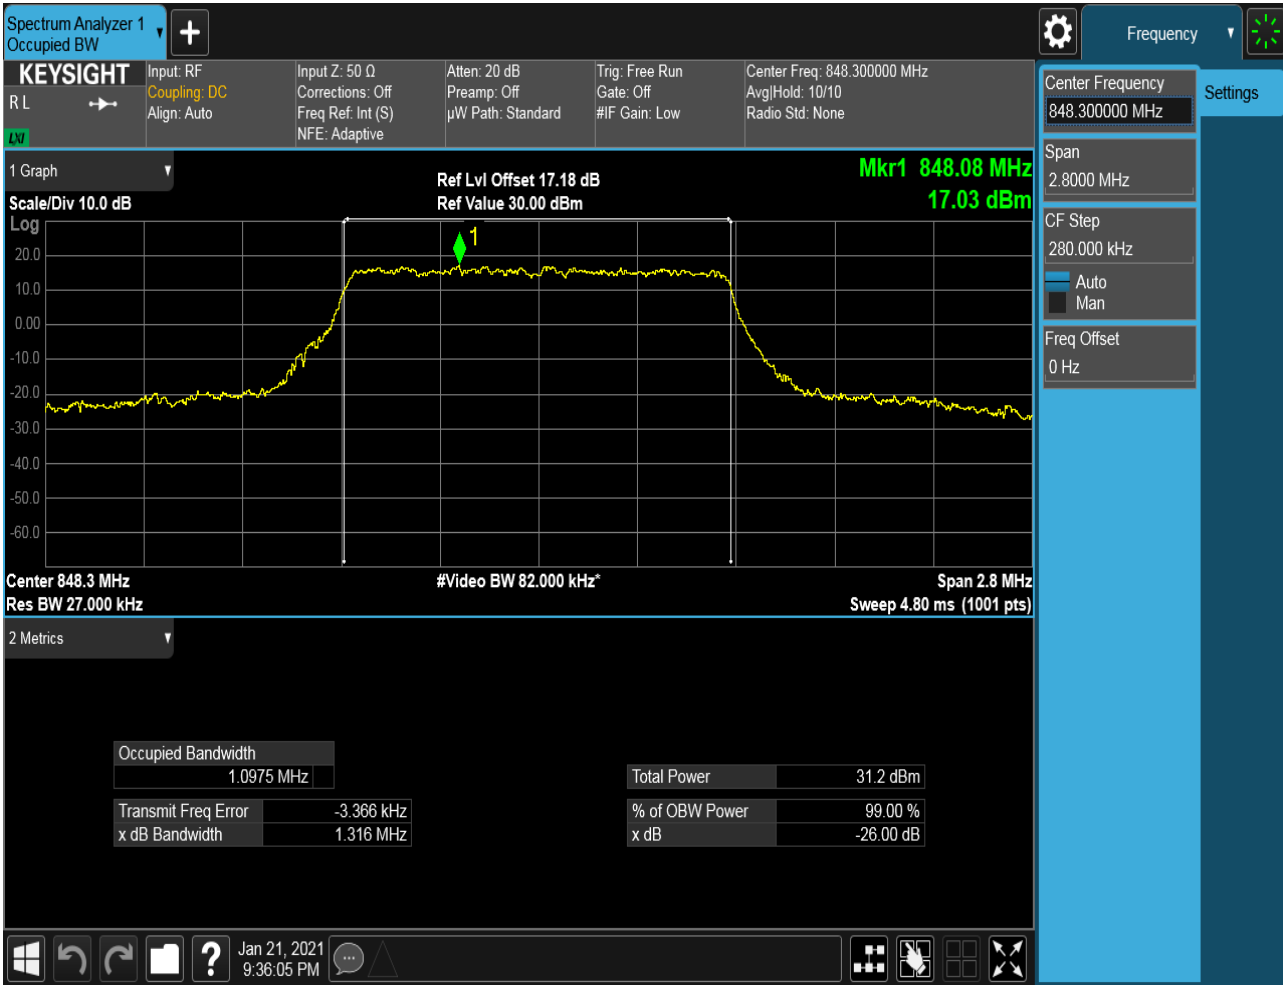 Spectrum Analyzer 1
Occupied BW
Frequency
KEYSIGHT
R L
LXI
Input: RF
Coupling: DC
Align: Auto
Input Z: 50 Ω
Corrections: Off
Freq Ref: Int (S)
NFE: Adaptive
Atten: 20 dB
Preamp: Off
µW Path: Standard
Trig: Free Run
Gate: Off
#IF Gain: Low
Center Freq: 848.300000 MHz
Avg|Hold: 10/10
Radio Std: None
Center Frequency
848.300000 MHz
Settings
Span
2.8000 MHz
CF Step
280.000 kHz
Auto
Man
Freq Offset
0 Hz
1 Graph
Scale/Div 10.0 dB
Log
Ref Lvl Offset 17.18 dB
Ref Value 30.00 dBm
Mkr1 848.08 MHz
17.03 dBm
1
20.0
10.0
0.00
-10.0
-20.0
-30.0
-40.0
-50.0
-60.0
Center 848.3 MHz
#Video BW 82.000 kHz*
Span 2.8 MHz
Res BW 27.000 kHz
Sweep 4.80 ms (1001 pts)
2 Metrics
Occupied Bandwidth
1.0975 MHz
Total Power 31.2 dBm
Transmit Freq Error -3.366 kHz
% of OBW Power 99.00 %
x dB Bandwidth 1.316 MHz
x dB -26.00 dB
?
Jan 21, 2021
9:36:05 PM